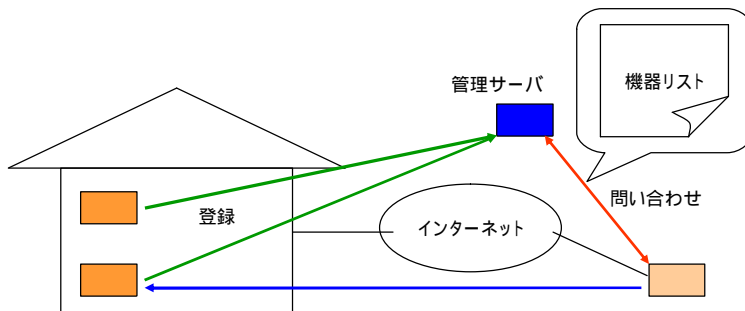 管理サーバ
機器リスト
登録
問い合わせ
インターネット